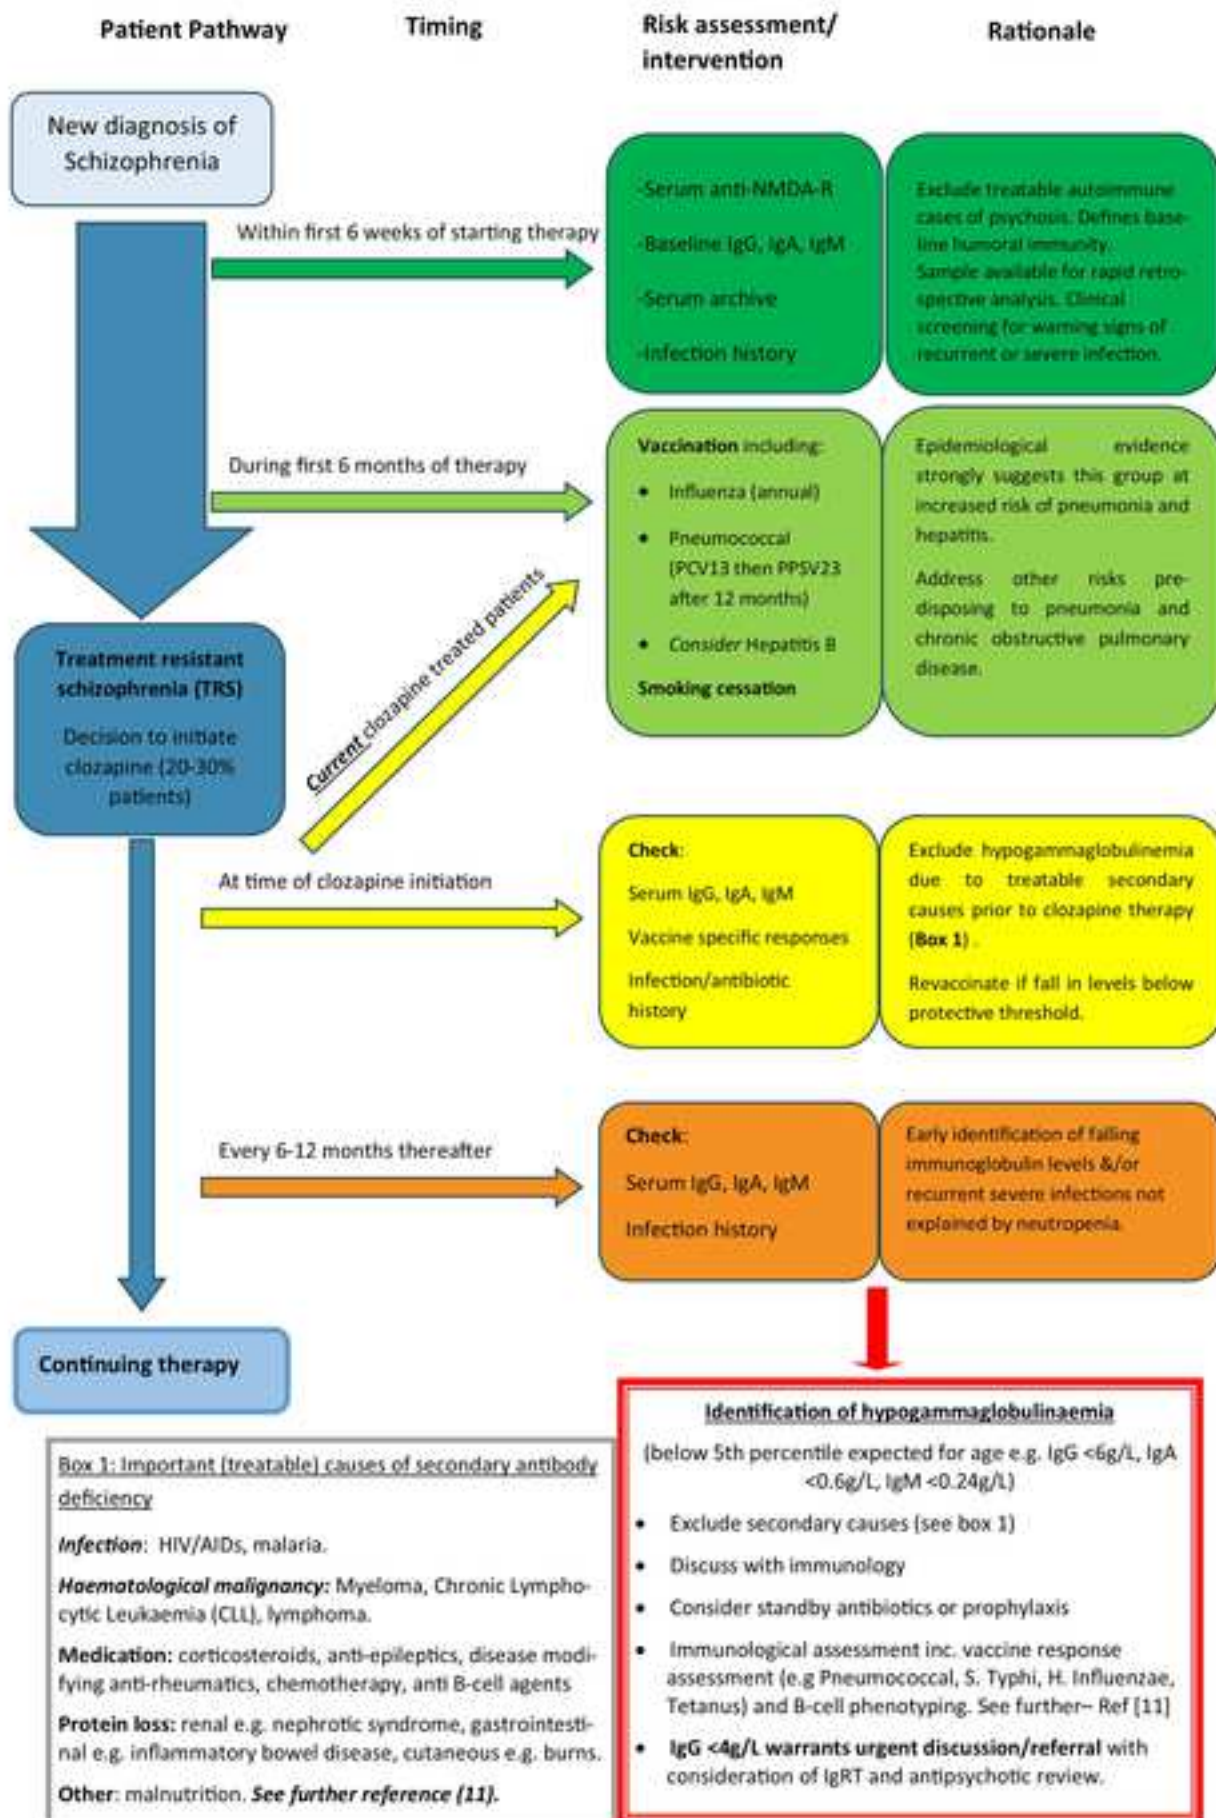 Patient Pathway
Timing
Risk assessment/
intervention
Rationale
New diagnosis of
Schizophrenia
Within first 6 weeks of starting therapy
-Serum anti-NMDA-R
-Baseline IgG, IgA, IgM
-Serum archive
-Infection history
Exclude treatable autoimmune
cases of psychosis. Defines base-
line humoral immunity.
Sample available for rapid retro-
spective analysis. Clinical
screening for warning signs of
recurrent or severe infection.
During first 6 months of therapy
Vaccination including:
• Influenza (annual)
• Pneumococcal
(PCV13 then PPSV23
after 12 months)
• Consider Hepatitis B
Smoking cessation
Epidemiological evidence
strongly suggests this group at
increased risk of pneumonia and
hepatitis.
Address other risks pre-
disposing to pneumonia and
chronic obstructive pulmonary
disease.
Current clozapine treated patients
Treatment resistant
schizophrenia (TRS)
Decision to initiate
clozapine (20-30%
patients)
At time of clozapine initiation
Check:
Serum IgG, IgA, IgM
Vaccine specific responses
Infection/antibiotic
history
Exclude hypogammaglobulinemia
due to treatable secondary
causes prior to clozapine therapy
(Box 1) .
Revaccinate if fall in levels below
protective threshold.
Every 6-12 months thereafter
Check:
Serum IgG, IgA, IgM
Infection history
Early identification of falling
immunoglobulin levels &/or
recurrent severe infections not
explained by neutropenia.
Continuing therapy
Box 1: Important (treatable) causes of secondary antibody
deficiency
Infection: HIV/AIDs, malaria.
Haematological malignancy: Myeloma, Chronic Lympho-
cytic Leukaemia (CLL), lymphoma.
Medication: corticosteroids, anti-epileptics, disease modi-
fying anti-rheumatics, chemotherapy, anti B-cell agents
Protein loss: renal e.g. nephrotic syndrome, gastrointesti-
nal e.g. inflammatory bowel disease, cutaneous e.g. burns.
Other: malnutrition. See further reference (11).
Identification of hypogammaglobulinaemia
(below 5th percentile expected for age e.g. IgG <6g/L, IgA
<0.6g/L, IgM <0.24g/L)
• Exclude secondary causes (see box 1)
• Discuss with immunology
• Consider standby antibiotics or prophylaxis
• Immunological assessment inc. vaccine response
assessment (e.g Pneumococcal, S. Typhi, H. Influenzae,
Tetanus) and B-cell phenotyping. See further– Ref [11]
• IgG <4g/L warrants urgent discussion/referral with
consideration of IgRT and antipsychotic review.